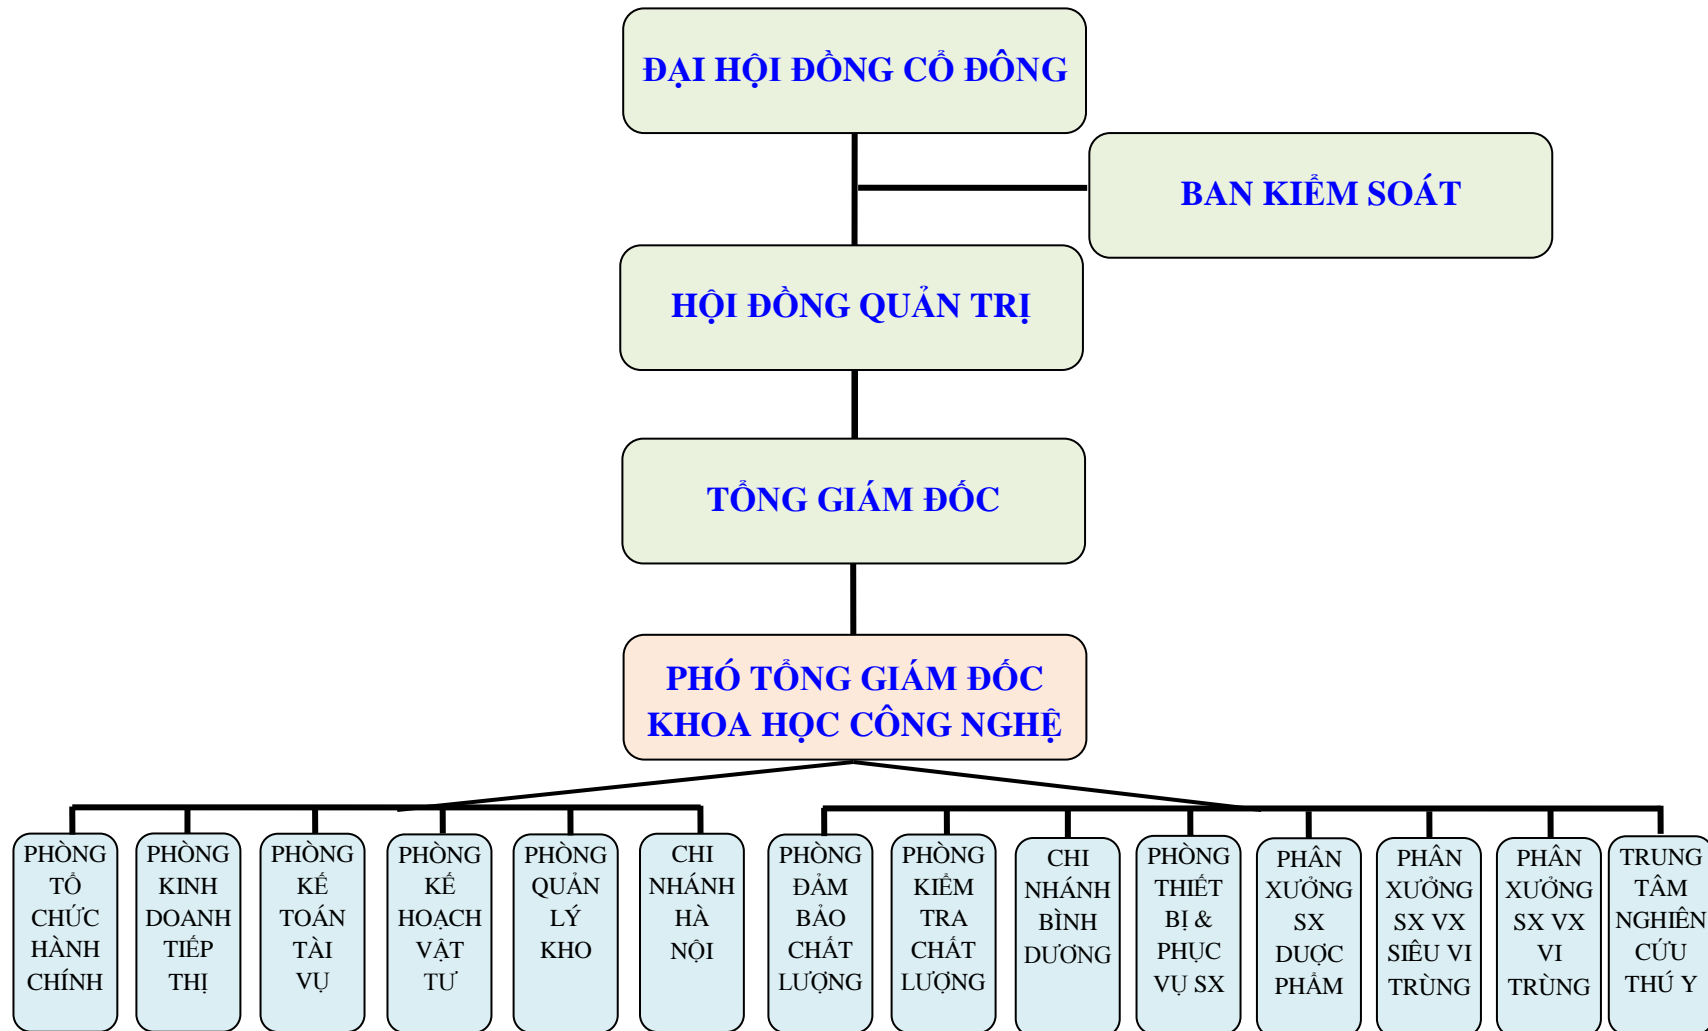 ĐẠI HỘI ĐỒNG CỔ ĐÔNG
BAN KIỂM SOÁT
HỘI ĐỒNG QUẢN TRỊ
TỔNG GIÁM ĐỐC
PHÓ TỔNG GIÁM ĐỐC
KHOA HỌC CÔNG NGHỆ
PHÒNG
TỔ
CHỨC
HÀNH
CHÍNH
PHÒNG
KINH
DOANH
TIẾP
THỊ
PHÒNG
KẾ
TOÁN
TÀI
VỤ
PHÒNG
KẾ
HOẠCH
VẬT
TƯ
PHÒNG
QUẢN
LÝ
KHO
CHI
NHÁNH
HÀ
NỘI
PHÒNG
ĐẢM
BẢO
CHẤT
LƯỢNG
PHÒNG
KIỂM
TRA
CHẤT
LƯỢNG
CHI
NHÁNH
BÌNH
DƯƠNG
PHÒNG
THIẾT
BỊ &
PHỤC
VỤ SX
PHÂN
XƯỞNG
SX
DUỢC
PHẨM
PHÂN
XƯỞNG
SX VX
SIÊU VI
TRÙNG
PHÂN
XƯỞNG
SX VX
VI
TRÙNG
TRUNG
TÂM
NGHIÊN
CỨU
THÚ Y